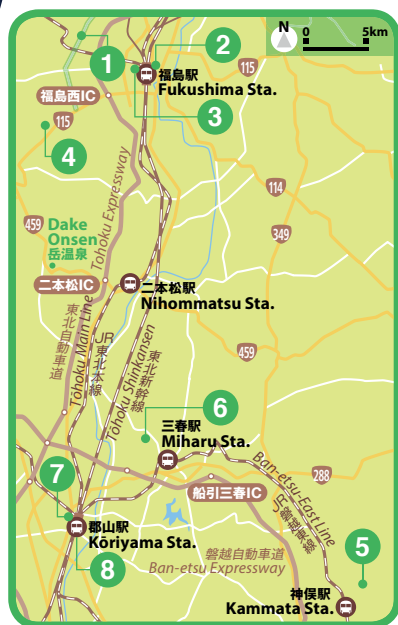 N
0 5km
1
2
福島駅
Fukushima Sta.
3
115
福島西IC
115
4
114
459
Dake
Onsen
岳温泉
349
Tōhoku Expressway
東北自動車道
二本松IC
二本松駅
Nihommatsu Sta.
Tōhoku Main Line
JR東北本線
Tōhoku Shinkansen
東北新幹線
459
6
三春駅
Miharu Sta.
Ban-etsu-East Line
JR磐越東線
288
7
船引三春IC
郡山駅
Kōriyama Sta.
8
磐越自動車道
Ban-etsu Expressway
5
神俣駅
Kammata Sta.